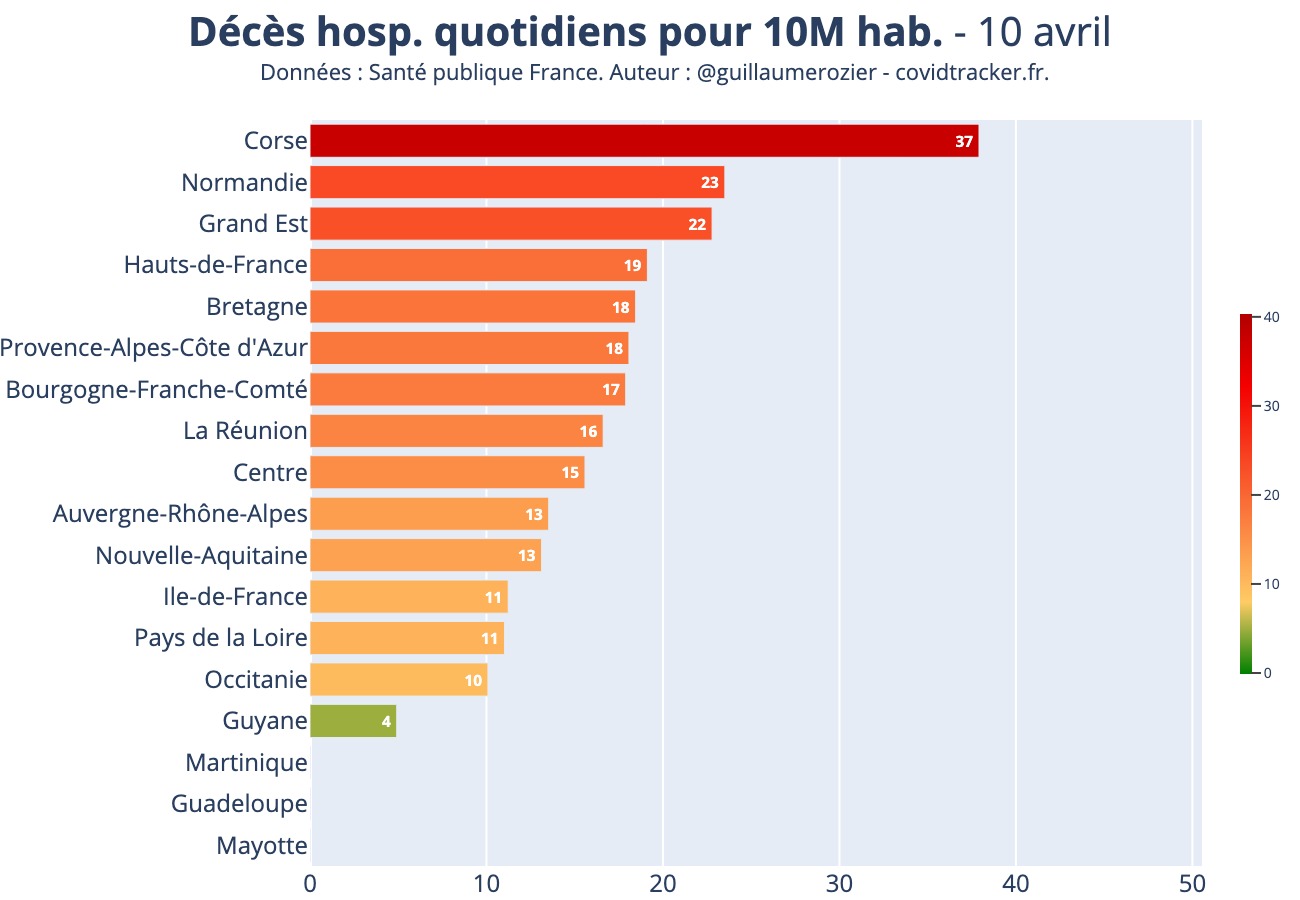 Décès hosp. quotidiens pour 10M hab. - 10 avril
Données : Santé publique France. Auteur : @guillaumerozier - covidtracker.fr.
Corse 37
Normandie 23
Grand Est 22
Hauts-de-France 19
Bretagne 18
Provence-Alpes-Côte d'Azur 18
Bourgogne-Franche-Comté 17
La Réunion 16
Centre 15
Auvergne-Rhône-Alpes 13
Nouvelle-Aquitaine 13
Ile-de-France 11
Pays de la Loire 11
Occitanie 10
Guyane 4
Martinique
Guadeloupe
Mayotte
0 10 20 30 40 50
40
30
20
10
0